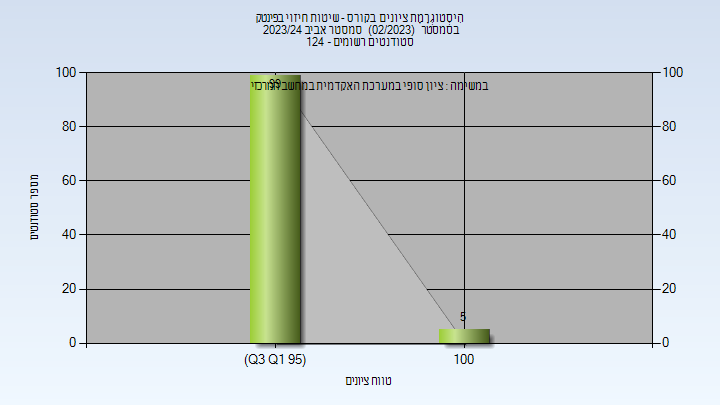 היסטוגרמת ציונים בקורס - שיטות חיזוי בפינטק
בסמסטר (02/2023) סמסטר אביב 2023/24
סטודנטים רשומים - 124
במשימה : ציון סופי במערכת האקדמית במחשב המרכזי
מספר סטודנטים
100
80
60
40
20
0
100
80
60
40
20
0
99
5
(Q3 Q1 95)
100
טווח ציונים